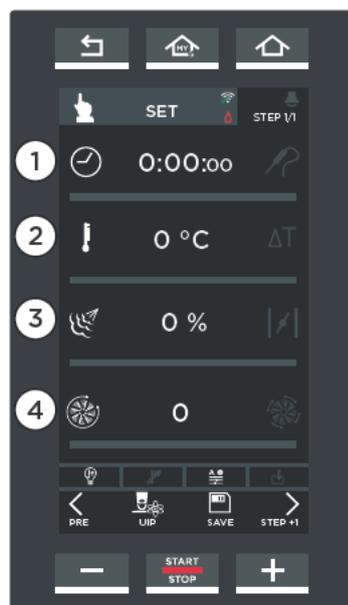 MY
SET
STEP 1/1
1
0:00:00
2
0 °C
ΔT
3
0 %
4
0
PRE
UIP
SAVE
STEP +1
START
STOP